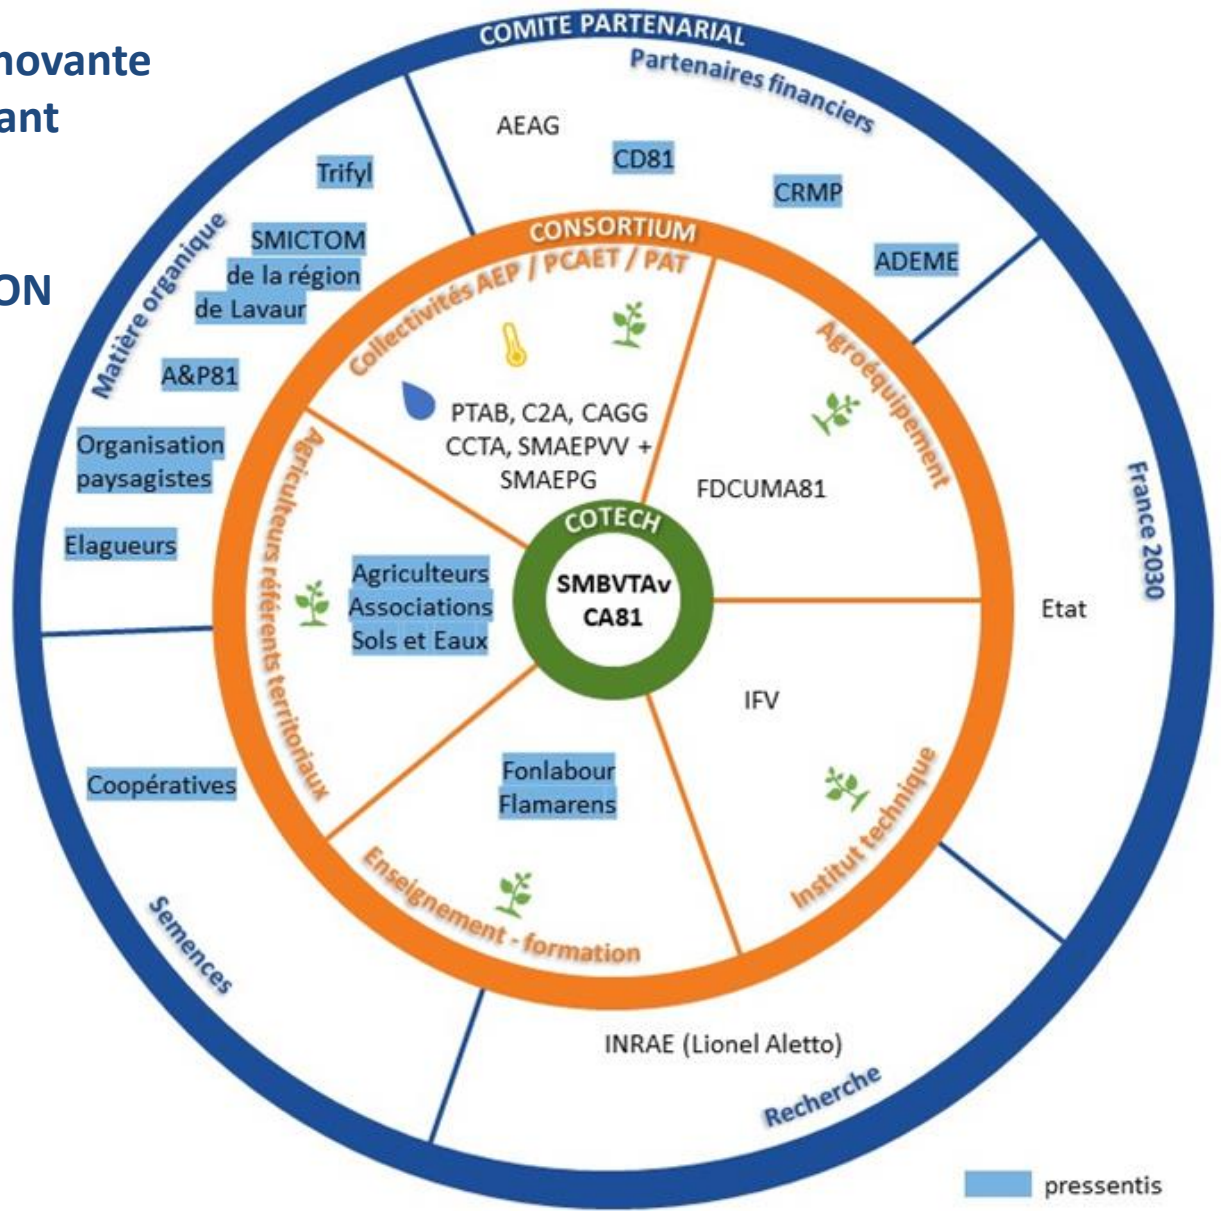 novante
ant
ON
COMITE PARTENARIAL
Partenaires financiers
AEAG
CD81
CRMP
ADEME
Trifyl
SMICTOM
de la région
de Lavaur
Matière organique
A&P81
Organisation
paysagistes
Elagueurs
CONSORTIUM
Collectivités AEP / PCAET / PAT
PTAB, C2A, CAGG
CCTA, SMAEPVV +
SMAEPG
Agroéquipement
FDCUMA81
France 2030
Etat
COTECH
SMBVTAv
CA81
Agriculteurs référents territoriaux
Agriculteurs
Associations
Sols et Eaux
IFV
Institut technique
Fonlabour
Flamarens
Enseignement - formation
Coopératives
Semences
INRAE (Lionel Aletto)
Recherche
pressentis